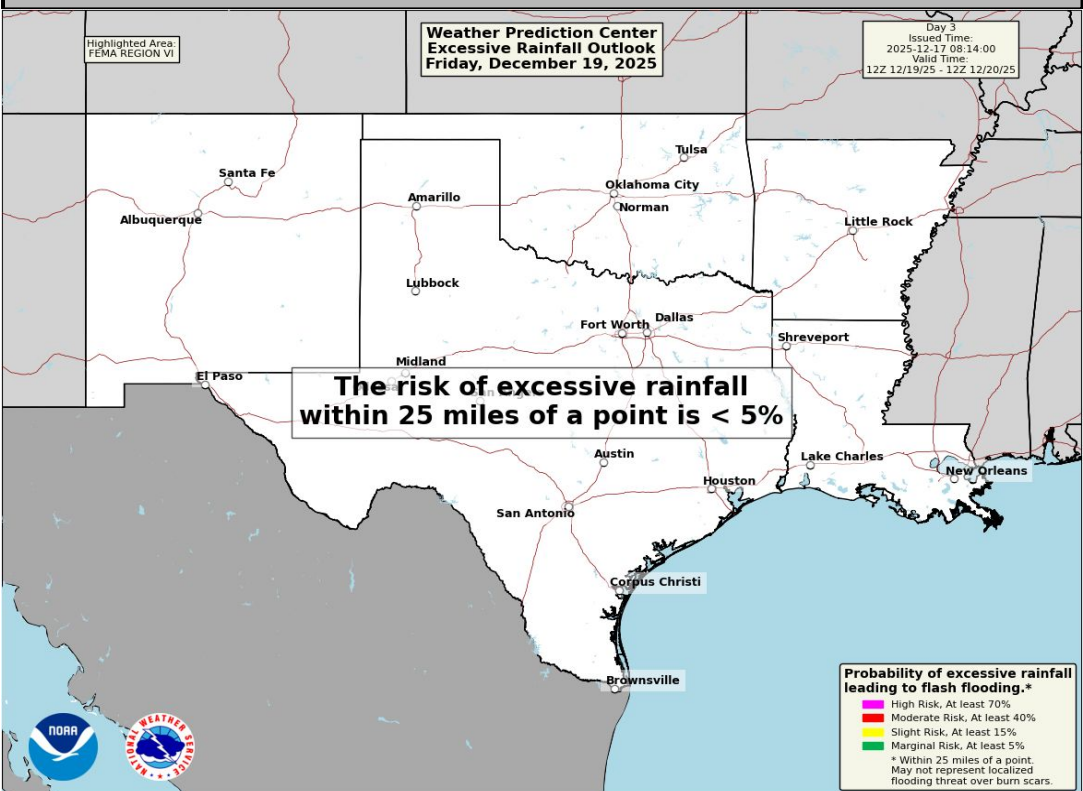 Highlighted Area:
FEMA REGION VI
Weather Prediction Center
Excessive Rainfall Outlook
Friday, December 19, 2025
Day 3
Issued Time:
2025-12-17 08:14:00
Valid Time:
12Z 12/19/25 - 12Z 12/20/25
Tulsa
Santa Fe
Oklahoma City
Amarillo
Norman
Albuquerque
Little Rock
Lubbock
Dallas
Fort Worth
Shreveport
Midland
El Paso
The risk of excessive rainfall
within 25 miles of a point is < 5%
Austin
Lake Charles
New Orleans
Houston
San Antonio
Corpus Christi
Brownsville
Probability of excessive rainfall
leading to flash flooding.*
High Risk, At least 70%
Moderate Risk, At least 40%
Slight Risk, At least 15%
Marginal Risk, At least 5%
* Within 25 miles of a point.
May not represent localized
flooding threat over burn scars.
NOAA
NATIONAL WEATHER SERVICE